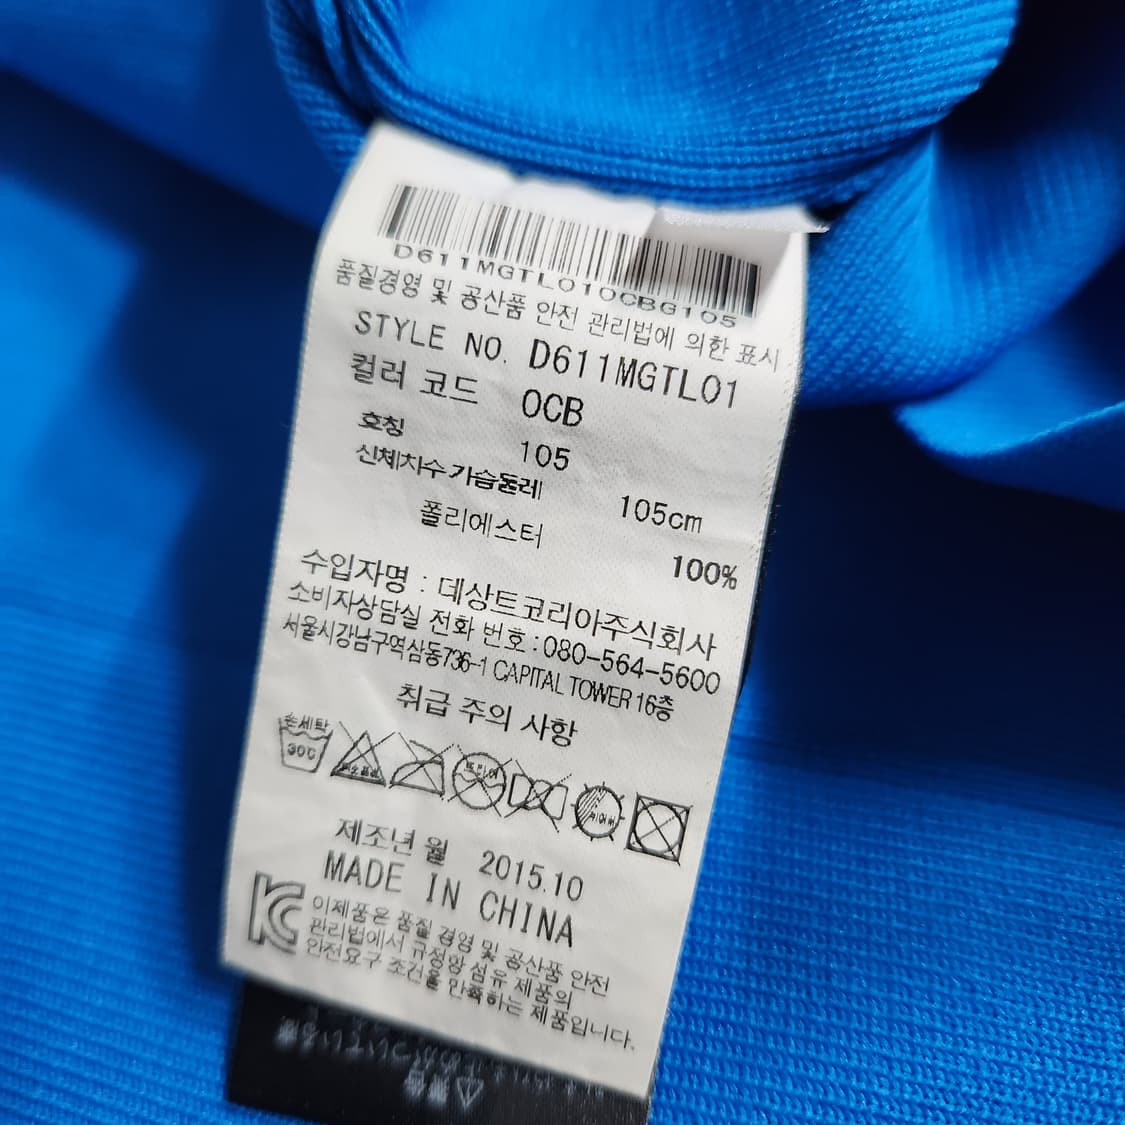 D611MGTL01OCBG105
품질경영 및 공산품 안전 관리법에 의한 표시
STYLE NO. D611MGTL01
컬러 코드 OCB
호칭 105
신체치수 가슴둘레 105cm
폴리에스터 100%
수입자명 : 데상트코리아주식회사
소비자상담실 전화 번호 : 080-564-5600
서울시강남구역삼동736-1 CAPITAL TOWER 16층
취급 주의 사항
손세탁
30C
드라이
제조년 월 2015.10
MADE IN CHINA
KC
이제품은 품질 경영 및 공산품 안전
관리법에서 규정한 섬유 제품의
안전요구 조건을 만족하는 제품입니다.